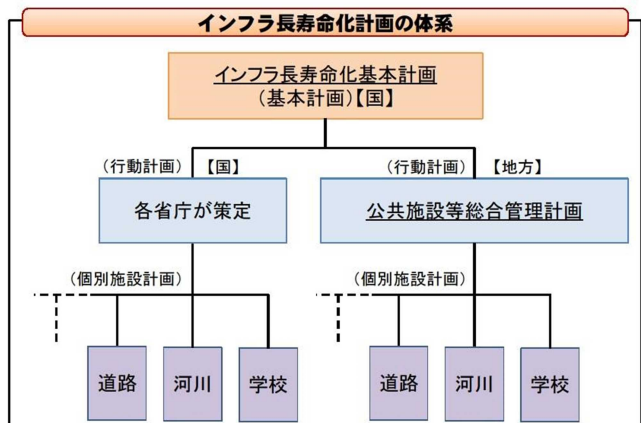 インフラ長寿命化計画の体系
インフラ長寿命化基本計画
(基本計画)【国】
(行動計画) 【国】
(行動計画) 【地方】
各省庁が策定
公共施設等総合管理計画
(個別施設計画)
(個別施設計画)
道路
河川
学校
道路
河川
学校